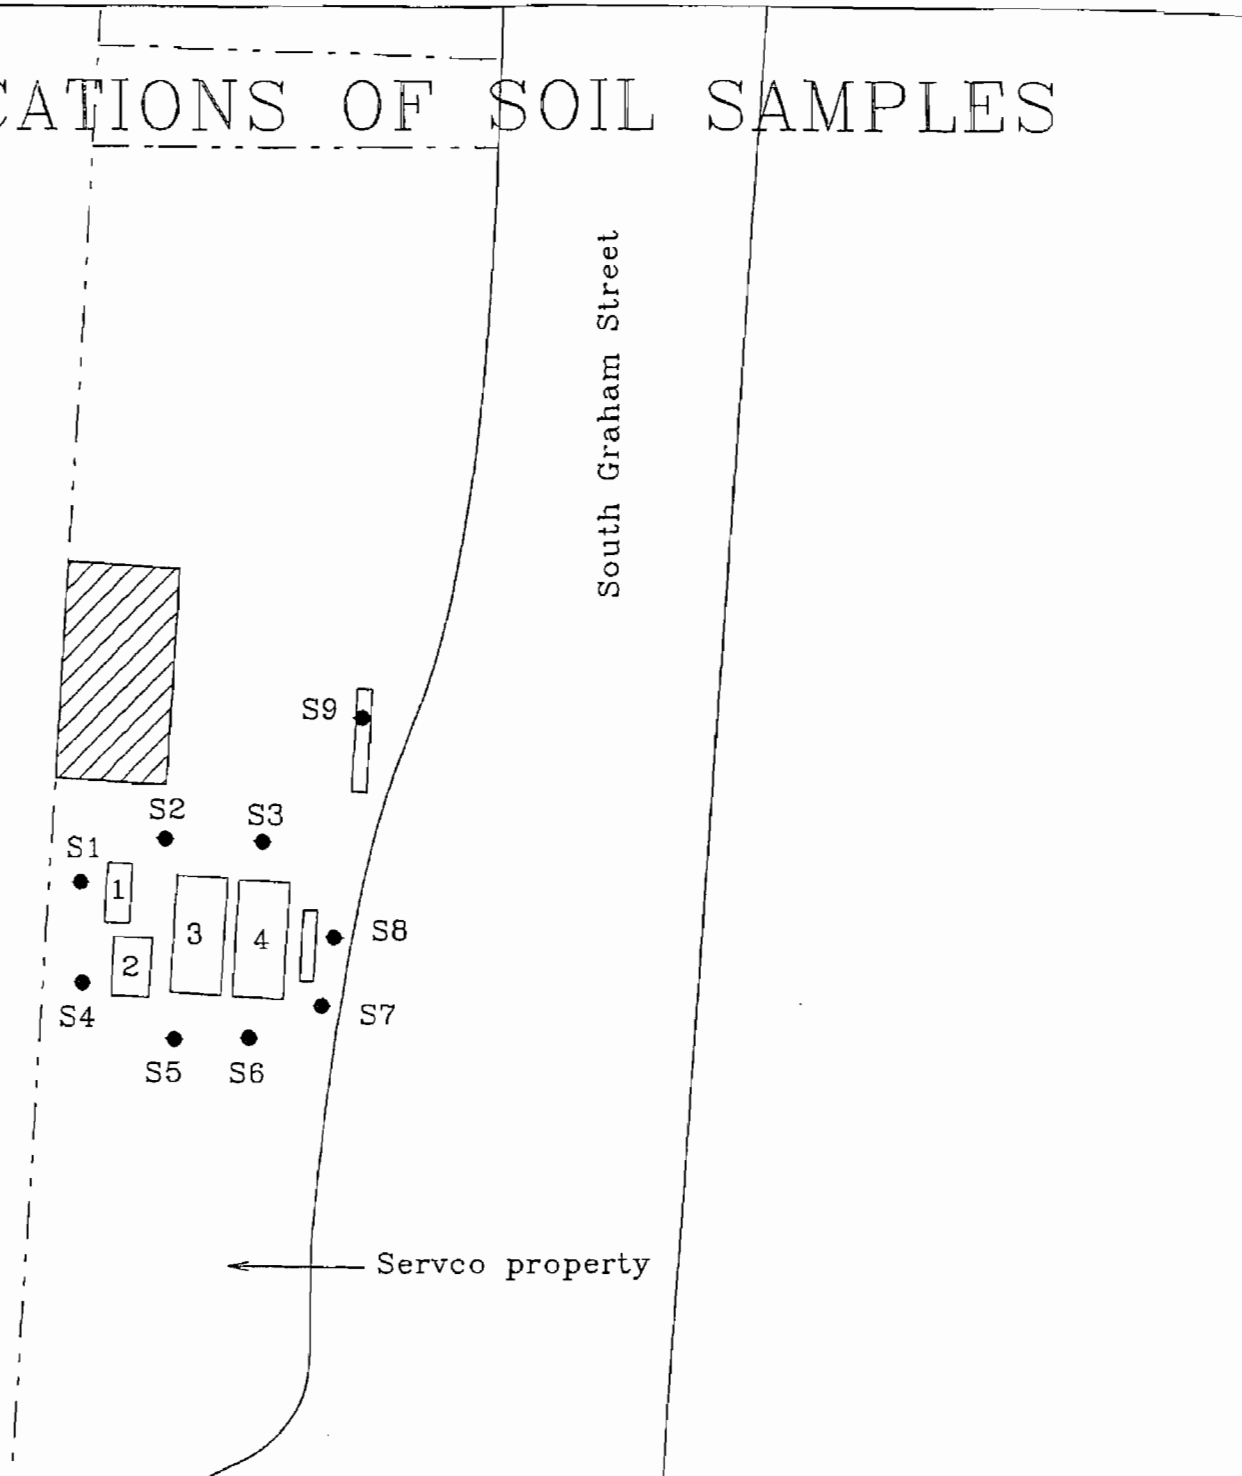 CATIONS OF SOIL SAMPLES
South Graham Street
S9
S2
S3
S1
1
3
4
S8
2
S4
S7
S5
S6
Servco property